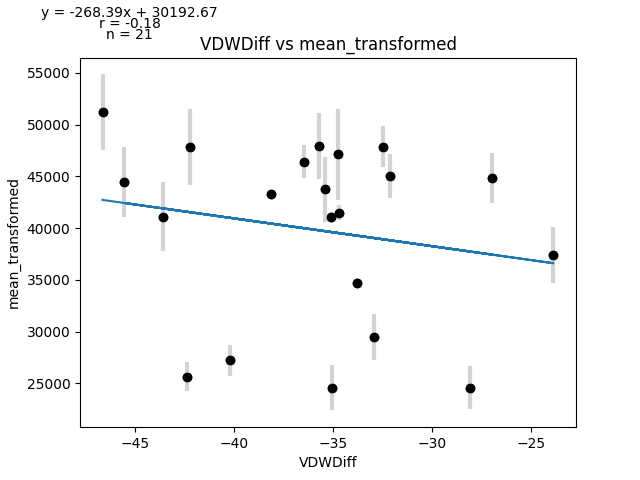 y = -268.39x + 30192.67
r = -0.18
n = 21
VDWDiff vs mean_transformed
55000
50000
45000
40000
35000
30000
25000
mean_transformed
−45
−40
−35
−30
−25
VDWDiff